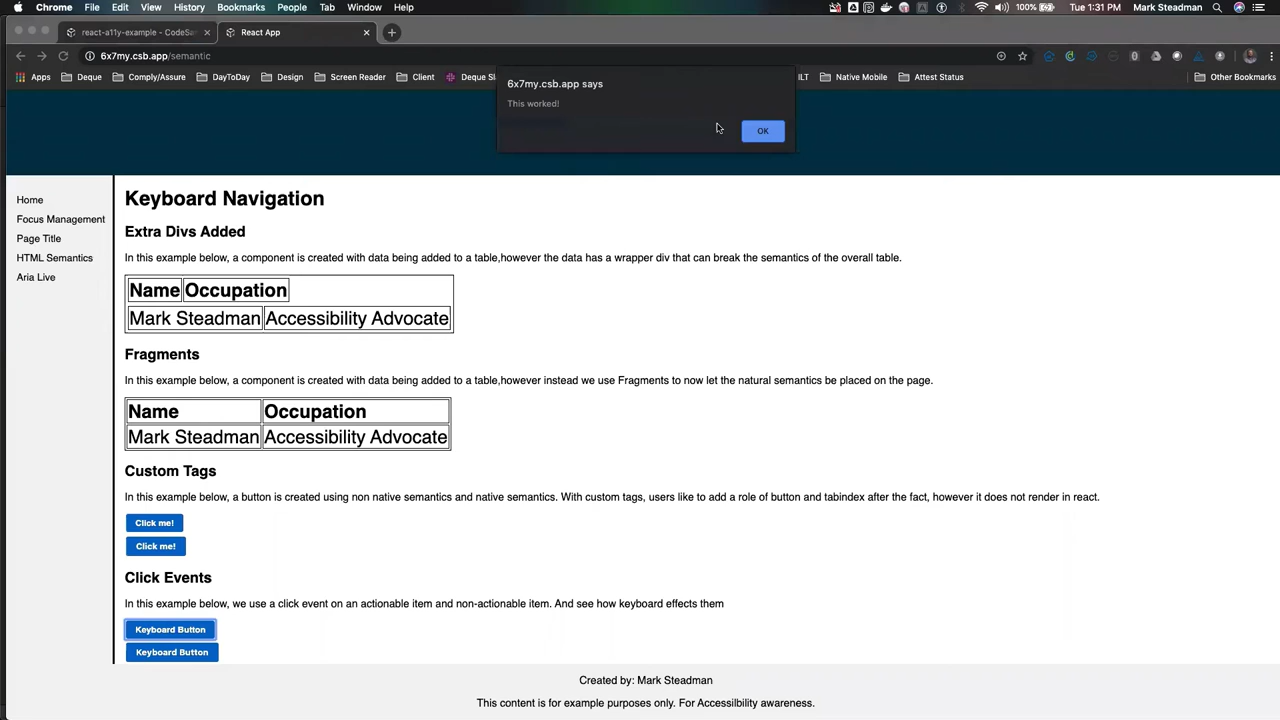 Chrome File Edit View History Bookmarks People Tab Window Help 100% Tue 1:31 PM Mark Steadman
react-a11y-example - CodeSa React App
6x7my.csb.app/semantic
Apps Deque Comply/Assure DayToDay Design Screen Reader Client Deque Sl ILT Native Mobile Attest Status Other Bookmarks
6x7my.csb.app says
This worked!
OK
Home
Focus Management
Page Title
HTML Semantics
Aria Live
Keyboard Navigation
Extra Divs Added
In this example below, a component is created with data being added to a table,however the data has a wrapper div that can break the semantics of the overall table.
Name Occupation
Mark Steadman Accessibility Advocate
Fragments
In this example below, a component is created with data being added to a table,however instead we use Fragments to now let the natural semantics be placed on the page.
Name Occupation
Mark Steadman Accessibility Advocate
Custom Tags
In this example below, a button is created using non native semantics and native semantics. With custom tags, users like to add a role of button and tabindex after the fact, however it does not render in react.
Click me!
Click me!
Click Events
In this example below, we use a click event on an actionable item and non-actionable item. And see how keyboard effects them
Keyboard Button
Keyboard Button
Created by: Mark Steadman
This content is for example purposes only. For Accessilbility awareness.